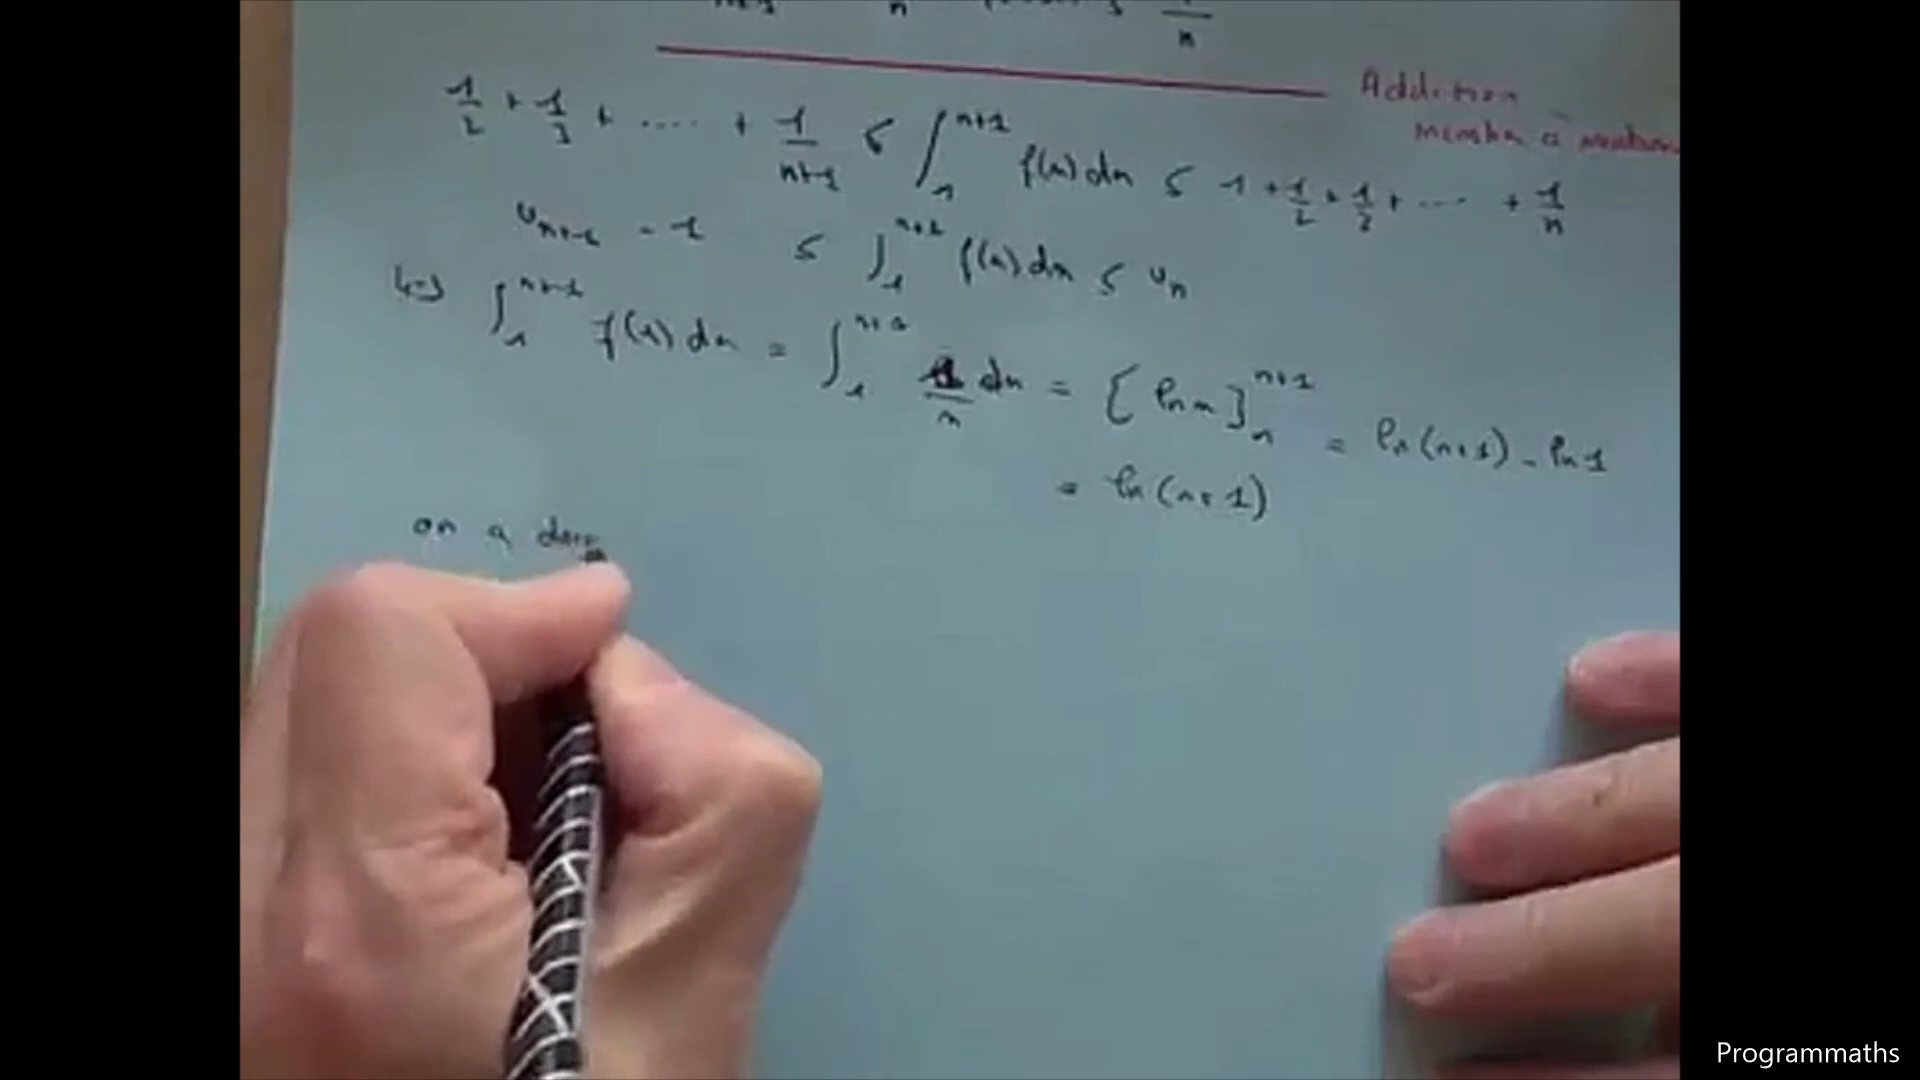 n
Addition
membre à membre
1/2 + 1/3 + .... + 1/n+1 ≤ ∫₁ⁿ⁺¹ f(x) dx ≤ 1 + 1/2 + 1/3 + .... + 1/n
uₙ₊₁ - 1 ≤ ∫₁ⁿ⁺¹ f(x) dx ≤ uₙ
∫₁ⁿ⁺¹ f(x) dx = ∫₁ⁿ⁺¹ 1/x dx = [ln x]₁ⁿ⁺¹ = ln(n+1) - ln 1
= ln(n+1)
on a donc
Programmaths